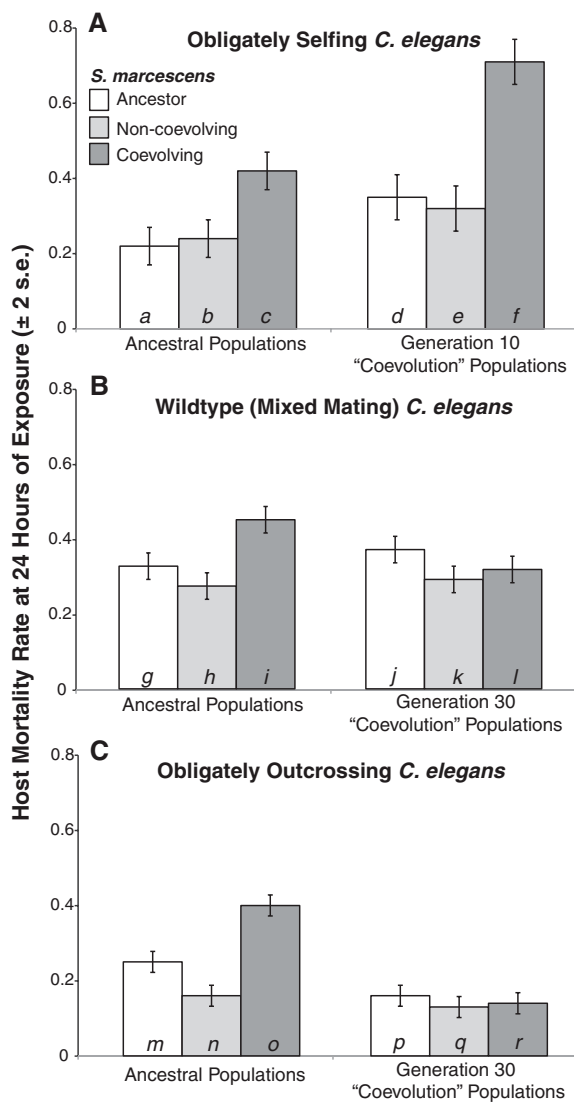 Host Mortality Rate at 24 Hours of Exposure (± 2 s.e.)
A
Obligately Selfing C. elegans
S. marcescens
Ancestor
Non-coevolving
Coevolving
0.8
0.6
0.4
0.2
0
a b c d e f
Ancestral Populations
Generation 10
“Coevolution” Populations
B
Wildtype (Mixed Mating) C. elegans
0.8
0.6
0.4
0.2
0
g h i j k l
Ancestral Populations
Generation 30
“Coevolution” Populations
C
Obligately Outcrossing C. elegans
0.8
0.6
0.4
0.2
0
m n o p q r
Ancestral Populations
Generation 30
“Coevolution” Populations